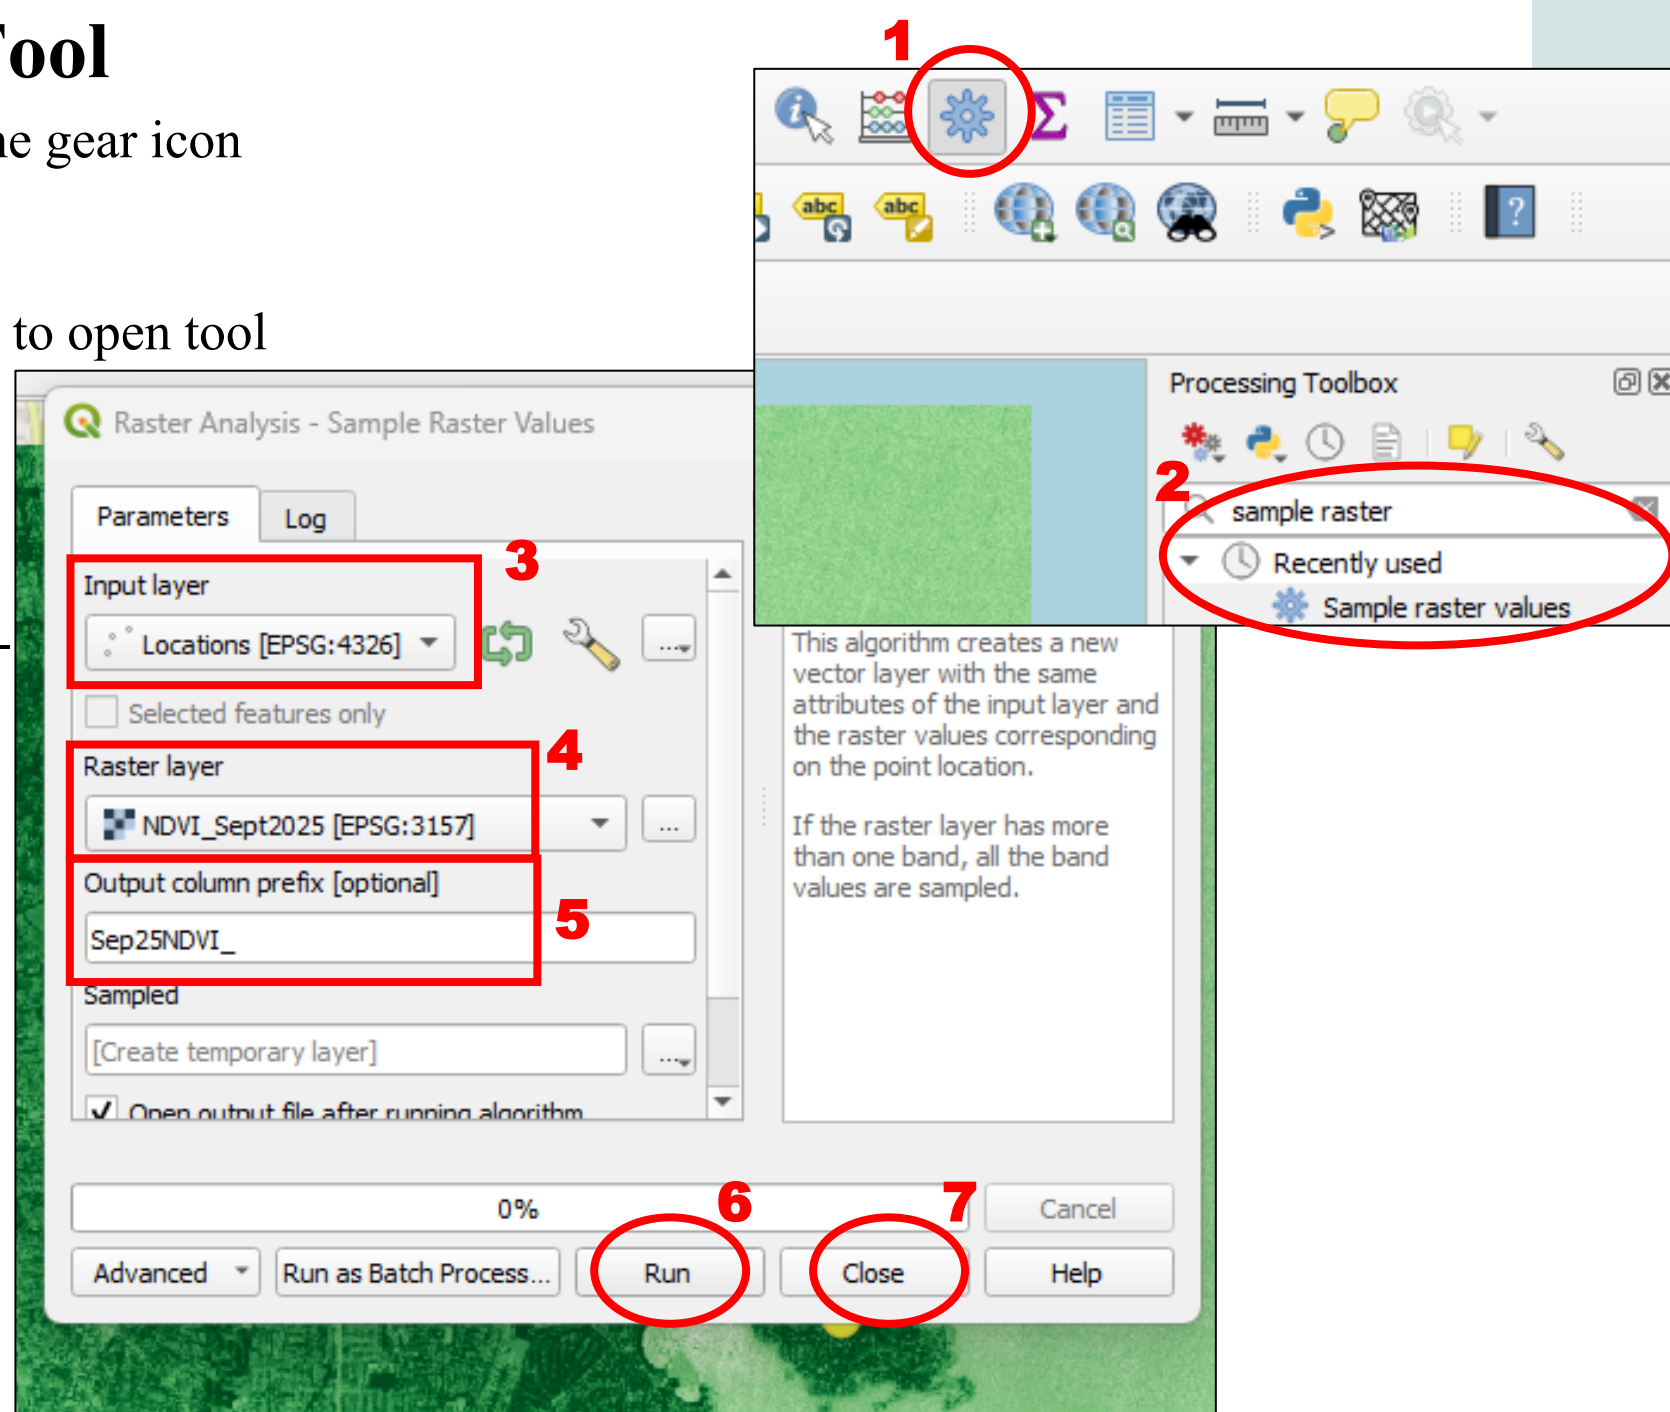 Tool
he gear icon
to open tool
1
abc
abc
?
Processing Toolbox
2
sample raster
Recently used
Sample raster values
Raster Analysis - Sample Raster Values
Parameters
Log
3
Input layer
Locations [EPSG:4326]
...
Selected features only
4
Raster layer
NDVI_Sept2025 [EPSG:3157]
...
5
Output column prefix [optional]
Sep25NDVI_
Sampled
[Create temporary layer]
...
Open output file after running algorithm
This algorithm creates a new
vector layer with the same
attributes of the input layer and
the raster values corresponding
on the point location.
If the raster layer has more
than one band, all the band
values are sampled.
0%
6
7
Cancel
Advanced
Run as Batch Process...
Run
Close
Help